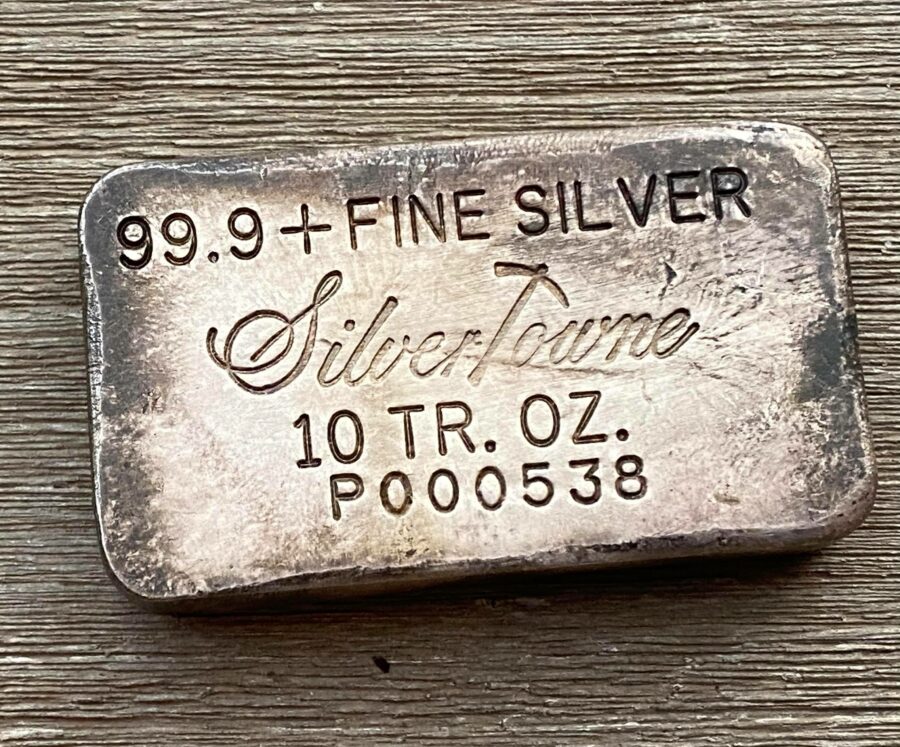 99.9+FINE SILVER
SilverTowne
10 TR. OZ.
P000538